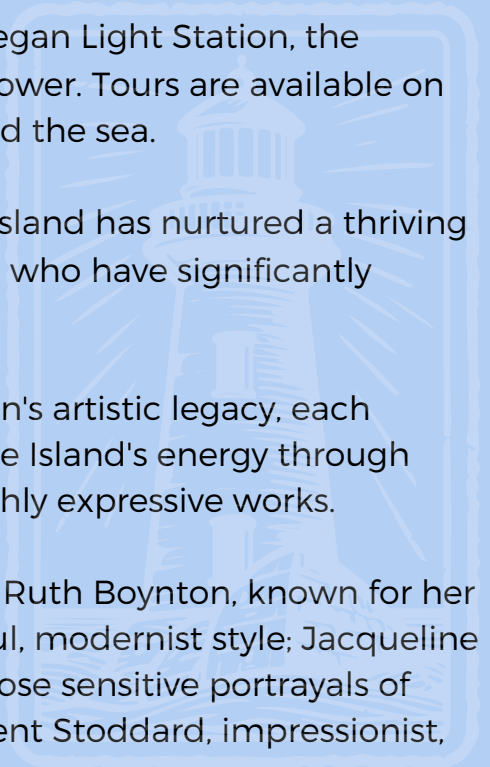 egan Light Station, the
ower. Tours are available on
d the sea.
sland has nurtured a thriving
who have significantly
n's artistic legacy, each
e Island's energy through
hly expressive works.
Ruth Boynton, known for her
ul, modernist style; Jacqueline
ose sensitive portrayals of
ent Stoddard, impressionist,